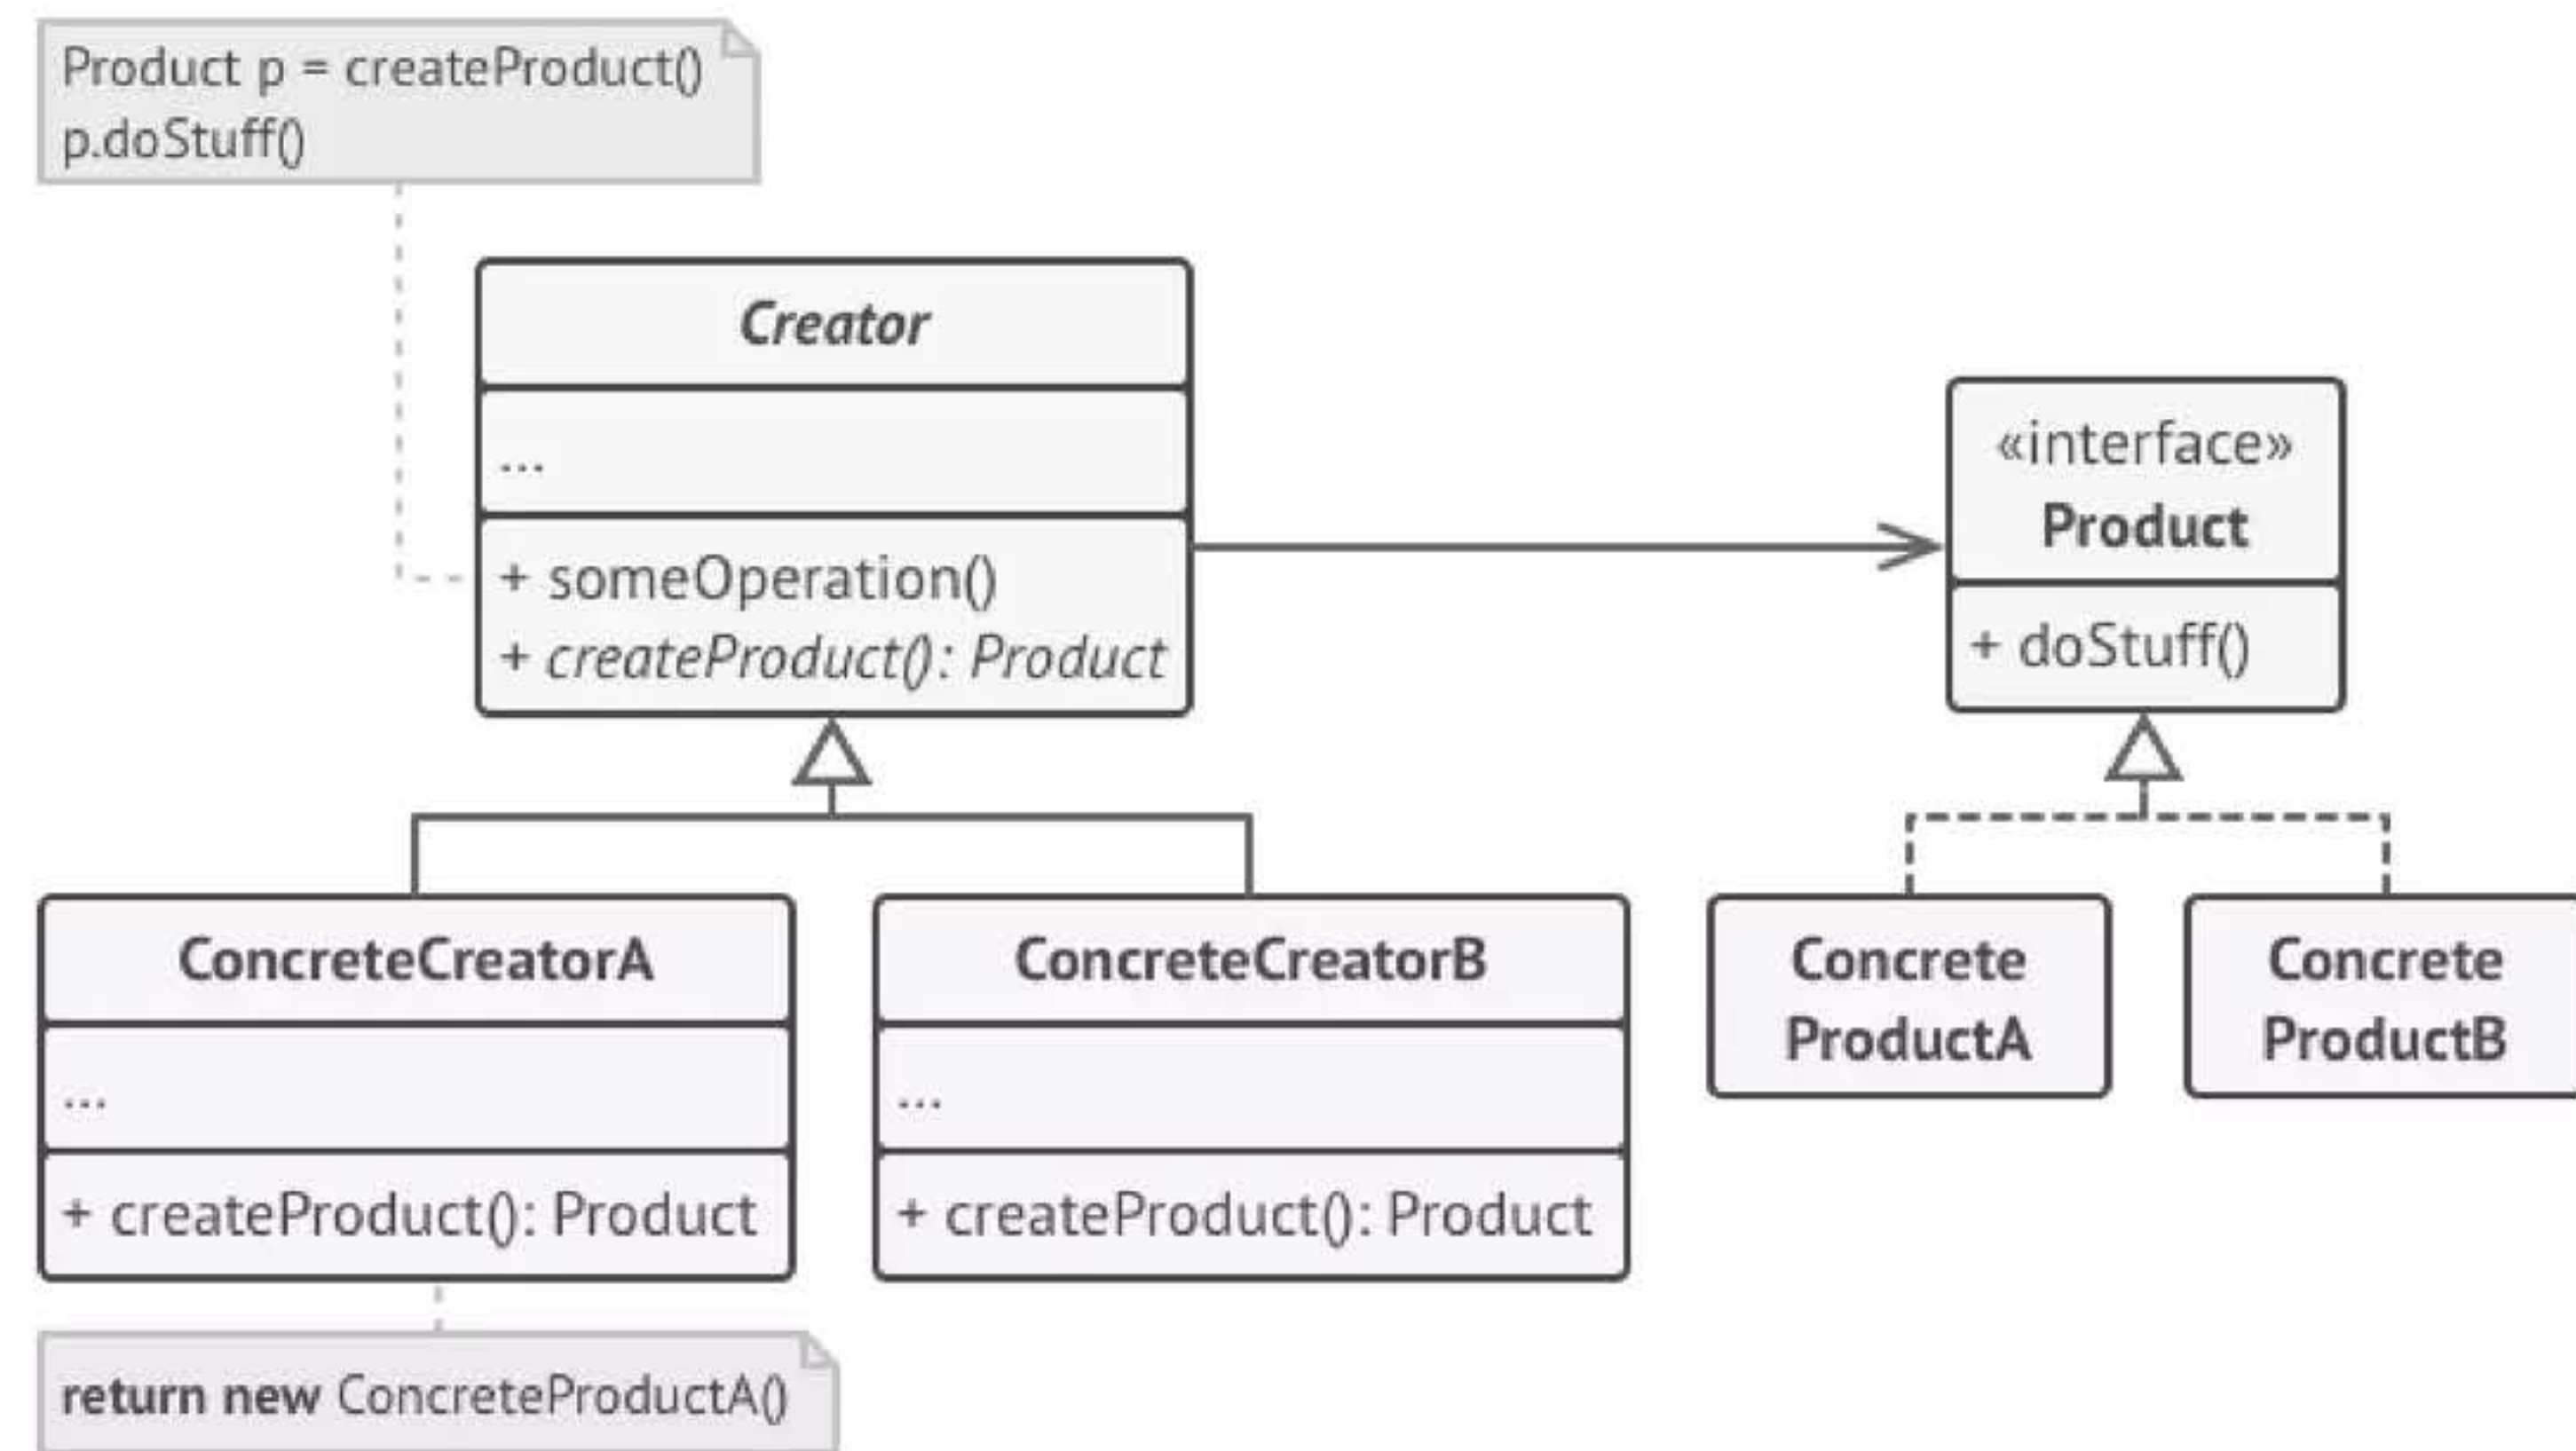 Product p = createProduct()
p.doStuff()
Creator
...
+ someOperation()
+ createProduct(): Product
«interface»
Product
+ doStuff()
ConcreteCreatorA
...
+ createProduct(): Product
ConcreteCreatorB
...
+ createProduct(): Product
Concrete
ProductA
Concrete
ProductB
return new ConcreteProductA()